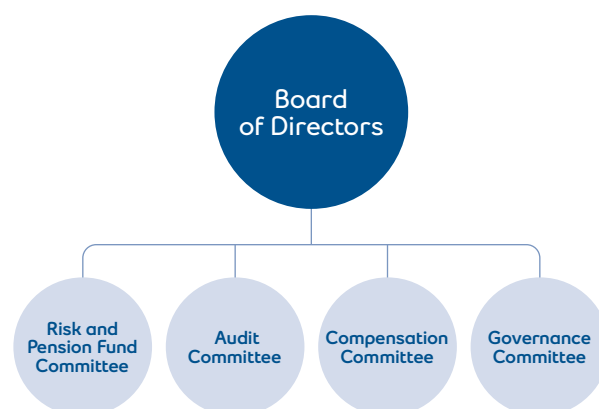 Board
of Directors
Risk and
Pension Fund
Committee
Audit
Committee
Compensation
Committee
Governance
Committee